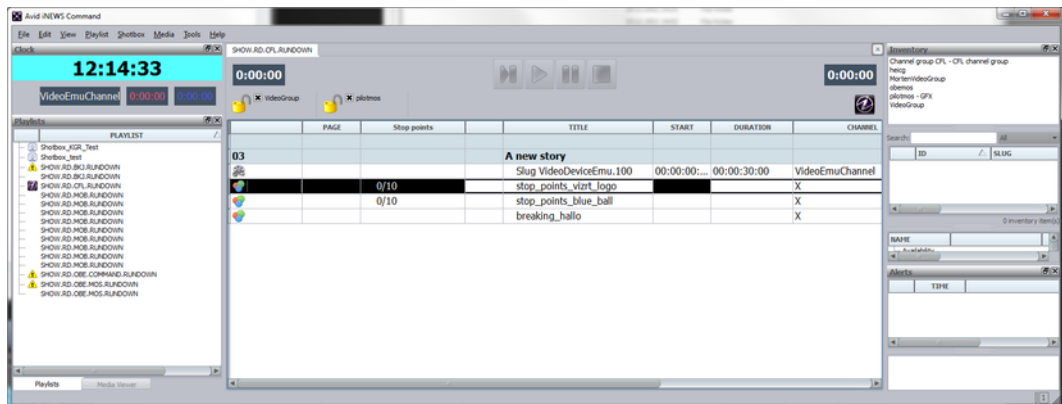 Avid iNEWS Command
File Edit View Playlist Shotbox Media Tools Help
Clock
12:14:33
VideoEmuChannel 0:00:00 0:00:00
Playlists
PLAYLIST
Shotbox_KGR_Test
Shotbox_test
SHOW.RD.BKJ.RUNDOWN
SHOW.RD.BKJ.RUNDOWN
SHOW.RD.CFL.RUNDOWN
SHOW.RD.MOB.RUNDOWN
SHOW.RD.MOB.RUNDOWN
SHOW.RD.MOB.RUNDOWN
SHOW.RD.MOB.RUNDOWN
SHOW.RD.MOB.RUNDOWN
SHOW.RD.MOB.RUNDOWN
SHOW.RD.MOB.RUNDOWN
SHOW.RD.MOB.RUNDOWN
SHOW.RD.OBE.COMMAND.RUNDOWN
SHOW.RD.OBE.MOS.RUNDOWN
SHOW.RD.OBE.MOS.RUNDOWN
Playlists Media Viewer
SHOW.RD.CFL.RUNDOWN
0:00:00 0:00:00
VideoGroup pilotmos
PAGE Stop points TITLE START DURATION CHANNEL
03 A new story
Slug VideoDeviceEmu.100 00:00:00:... 00:00:30:00 VideoEmuChannel
0/10 stop_points_vizrt_logo X
0/10 stop_points_blue_ball X
breaking_hallo X
Inventory
Channel group CFL - CFL channel group
heicg
MortenVideoGroup
obemos
pilotmos - GFX
VideoGroup
Search: All
ID SLUG
0 inventory item(s)
NAME
Availability
Alerts
TIME
1